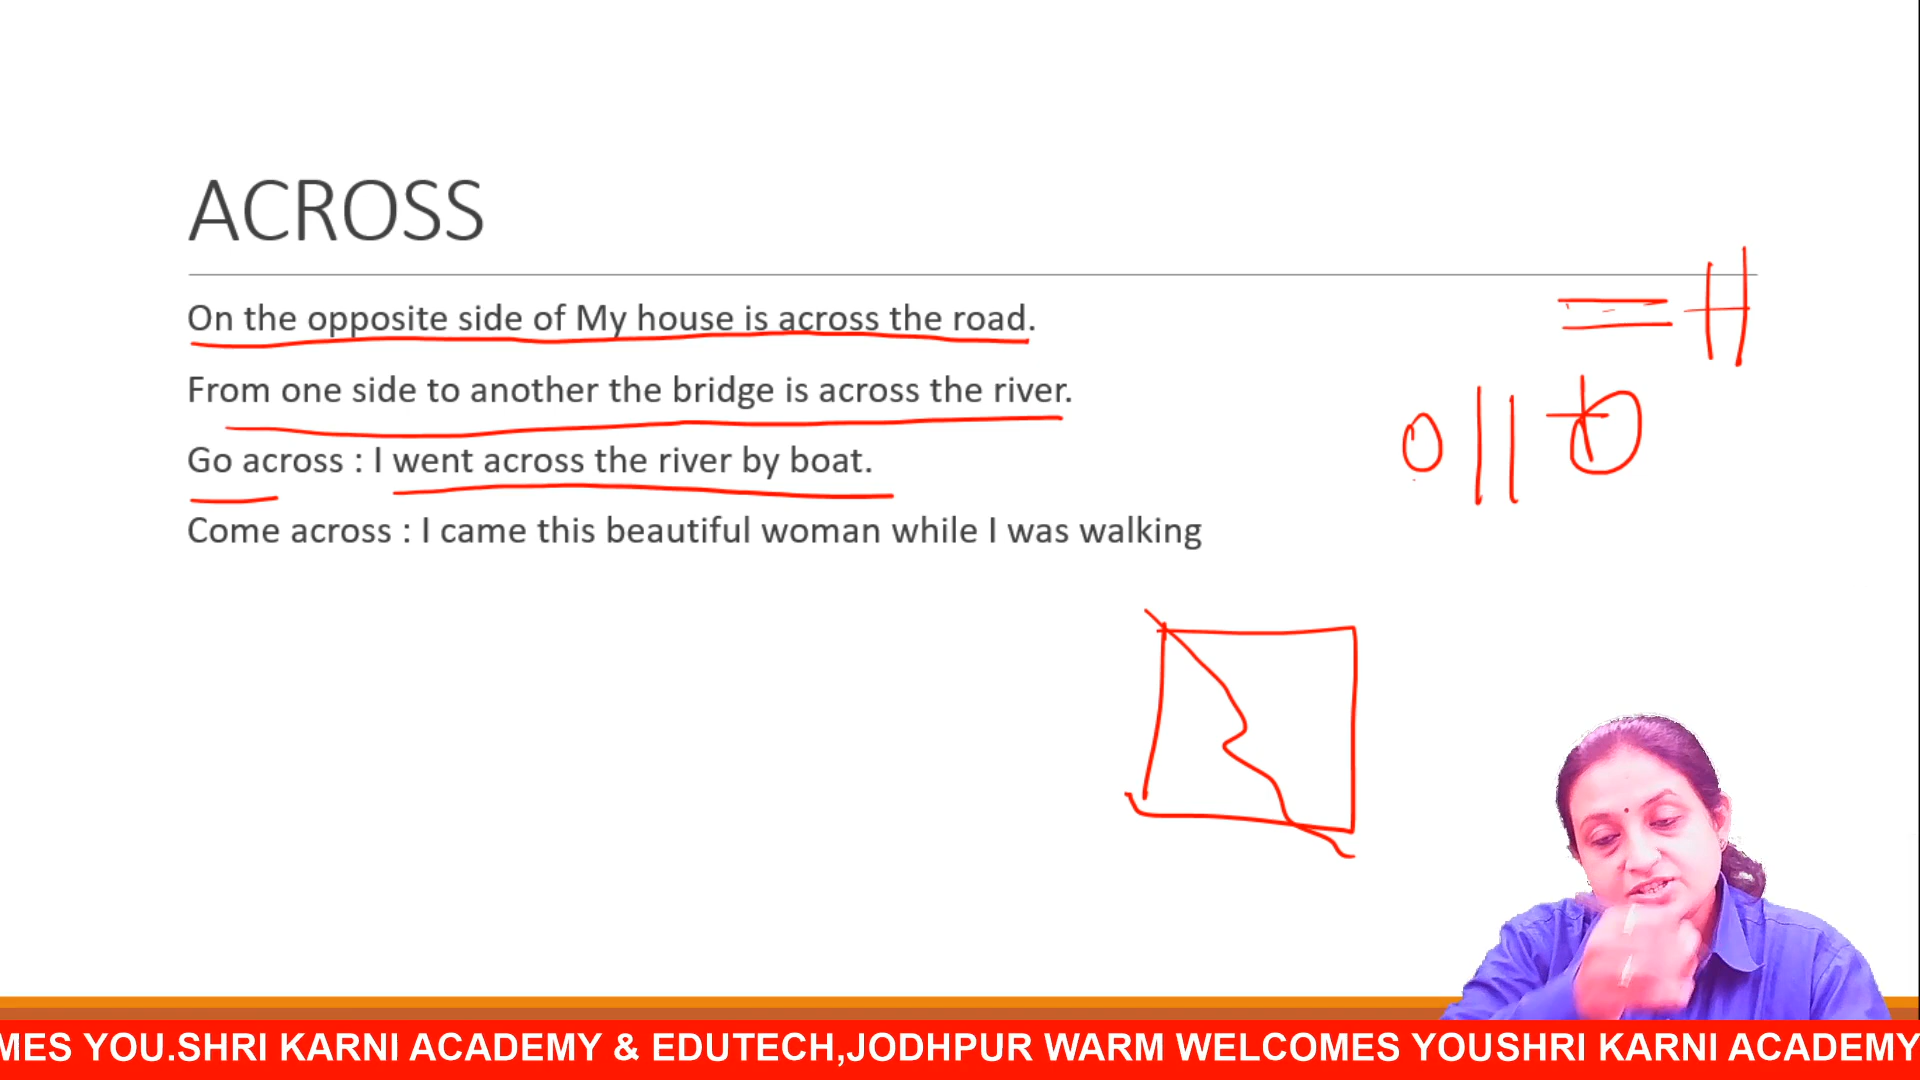 ACROSS
On the opposite side of My house is across the road.
From one side to another the bridge is across the river.
Go across : I went across the river by boat.
Come across : I came this beautiful woman while I was walking
MES YOU.SHRI KARNI ACADEMY & EDUTECH,JODHPUR WARM WELCOMES YOUSHRI KARNI ACADEMY